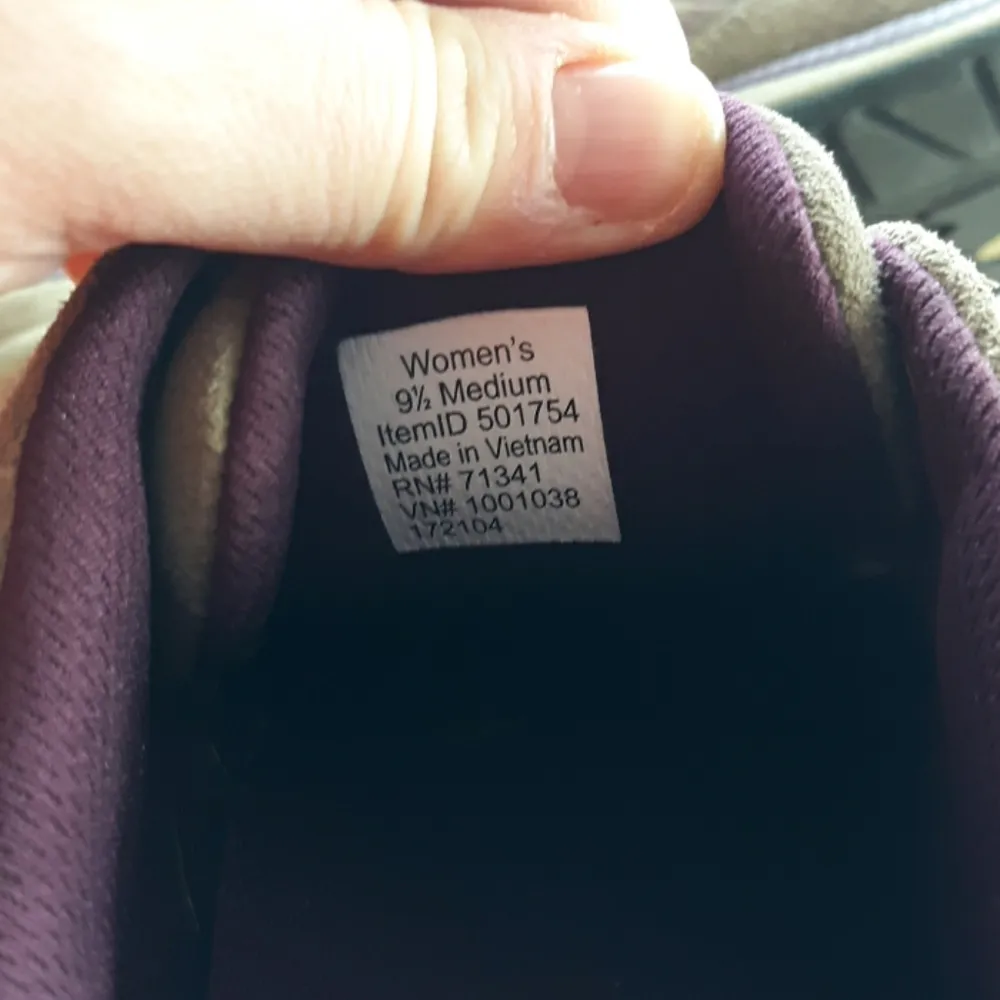 Women's
9½ Medium
ItemID 501754
Made in Vietnam
RN# 71341
VN# 1001038
172104